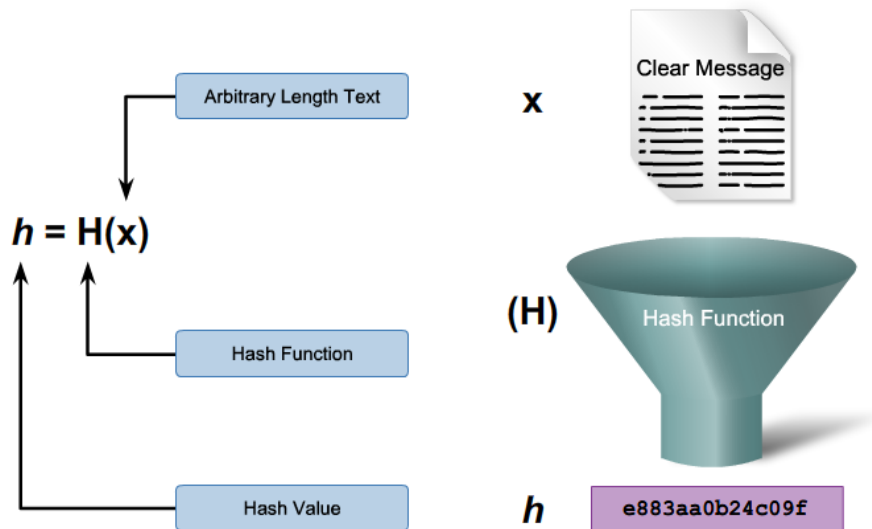 Clear Message
Arbitrary Length Text
x
h = H(x)
(H)
Hash Function
Hash Function
Hash Value
h
e883aa0b24c09f